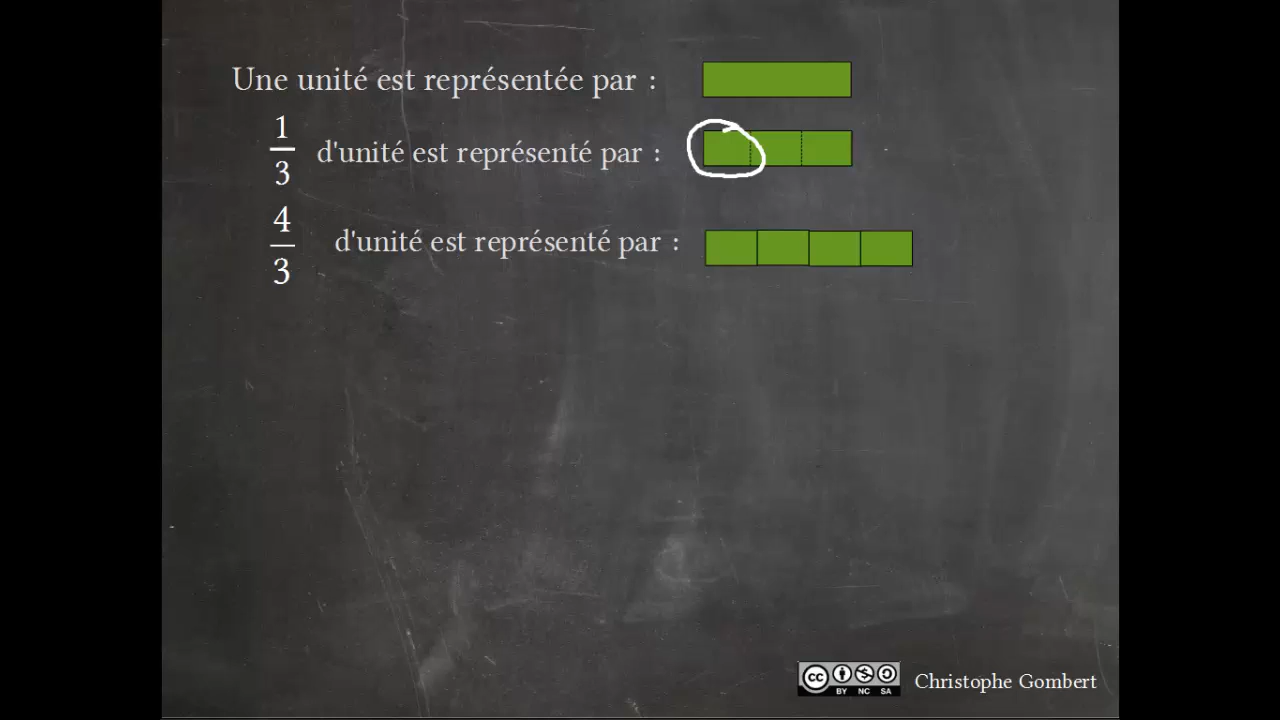 Une unité est représentée par :
1
3
d'unité est représenté par :
4
3
d'unité est représenté par :
cc BY NC SA Christophe Gombert